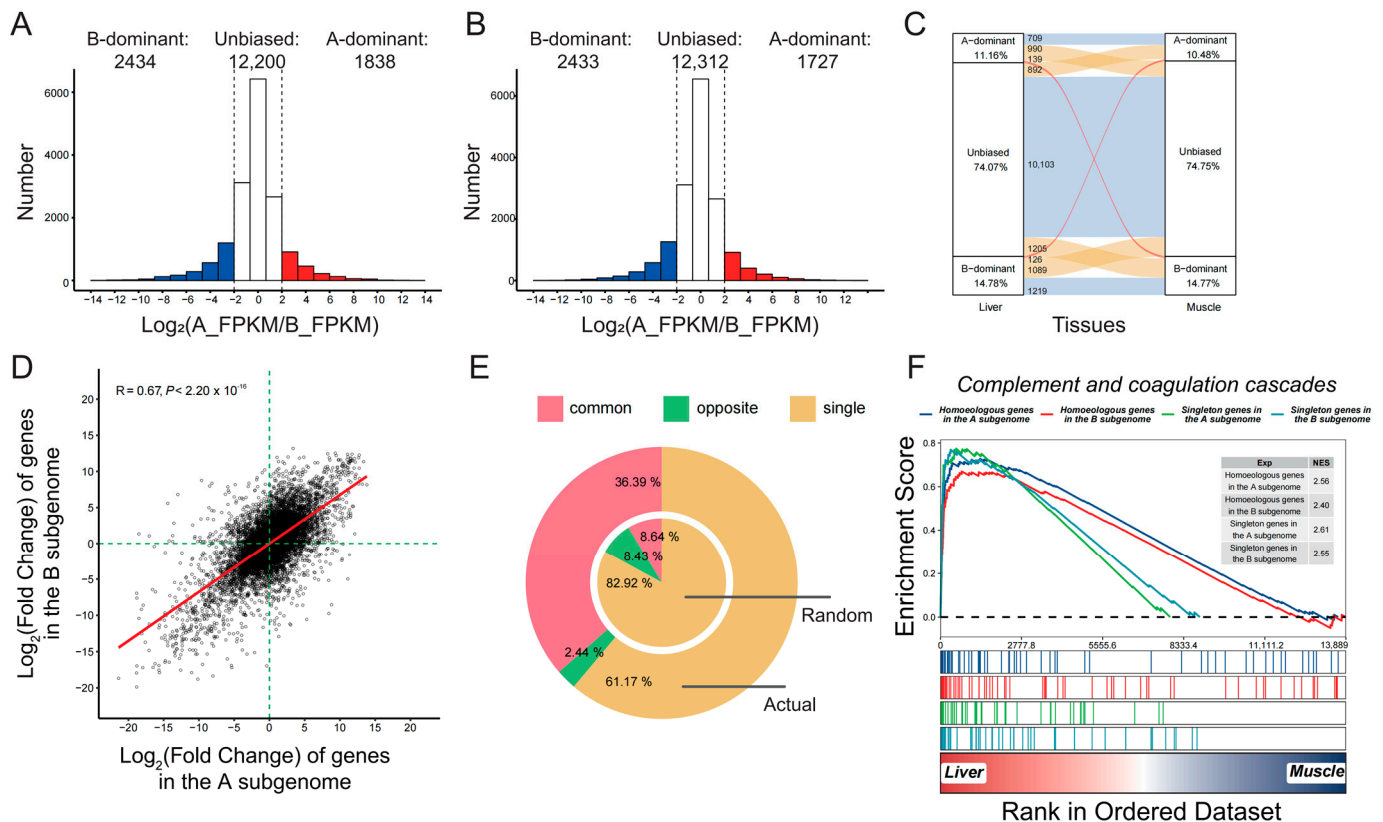 A
B-dominant: Unbiased: A-dominant:
2434 12,200 1838
Number
6000
4000
2000
0
−14 −12 −10 −8 −6 −4 −2 0 2 4 6 8 10 12 14
Log₂(A_FPKM/B_FPKM)
B
B-dominant: Unbiased: A-dominant:
2433 12,312 1727
Number
6000
4000
2000
0
−14 −12 −10 −8 −6 −4 −2 0 2 4 6 8 10 12
Log₂(A_FPKM/B_FPKM)
C
A-dominant
11.16%
Unbiased
74.07%
B-dominant
14.78%
709
990
139
892
10,103
1205
126
1089
1219
A-dominant
10.48%
Unbiased
74.75%
B-dominant
14.77%
Liver Muscle
Tissues
D
R = 0.67, P < 2.20 x 10⁻¹⁶
Log₂(Fold Change) of genes
in the B subgenome
20
15
10
5
0
−5
−10
−15
−20
−20 −15 −10 −5 0 5 10 15 20
Log₂(Fold Change) of genes
in the A subgenome
E
common opposite single
36.39 %
8.64 %
8.43 %
82.92 %
2.44 %
61.17 %
Random
Actual
F
Complement and coagulation cascades
Homoeologous genes in the A subgenome
Homoeologous genes in the B subgenome
Singleton genes in the A subgenome
Singleton genes in the B subgenome
Enrichment Score
0.8
0.6
0.4
0.2
0.0
Exp NES
Homoeologous genes
in the A subgenome 2.56
Homoeologous genes
in the B subgenome 2.40
Singleton genes in
the A subgenome 2.61
Singleton genes in
the B subgenome 2.55
0 2777.8 5555.6 8333.4 11,111.2 13,889
Liver Muscle
Rank in Ordered Dataset